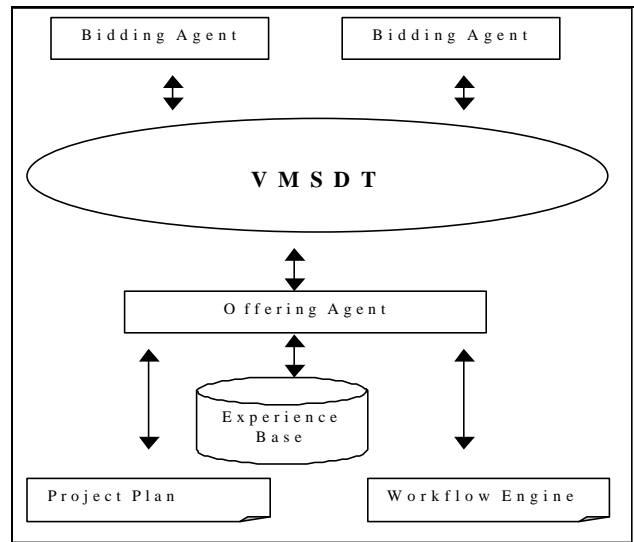 Bidding Agent
Bidding Agent
VMSDT
Offering Agent
Experience
Base
Project Plan
Workflow Engine